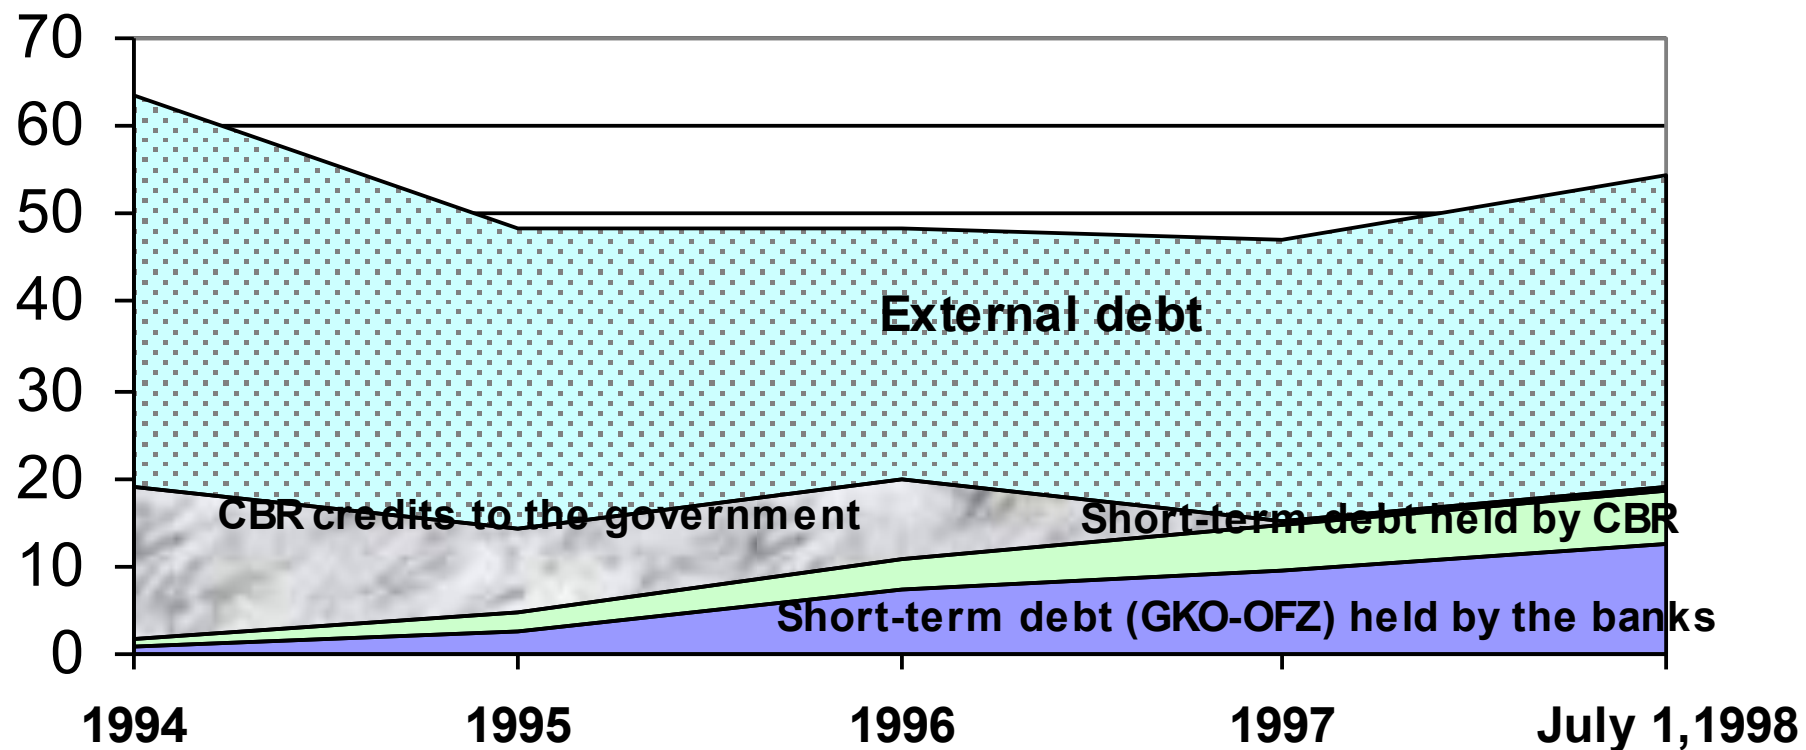 70
60
50
40
30
20
10
0
External debt
CBR credits to the government
Short-term debt held by CBR
Short-term debt (GKO-OFZ) held by the banks
1994
1995
1996
1997
July 1,1998